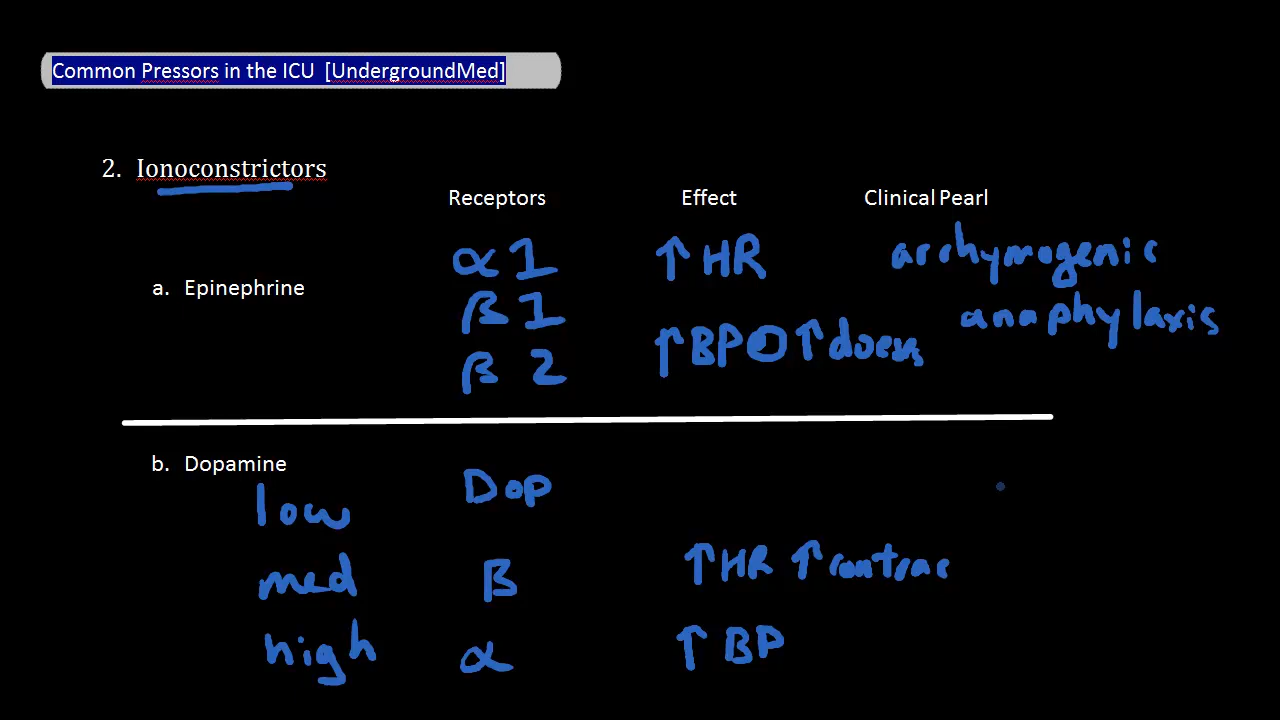 Common Pressors in the ICU [UndergroundMed]
2. Ionoconstrictors
Receptors Effect Clinical Pearl
α 1 ↑ HR archymogenic
a. Epinephrine
β 1 anaphylaxis
β 2 ↑ BP ↑
b. Dopamine
low Dop
med β ↑ HR ↑ contrac
high α ↑ BP